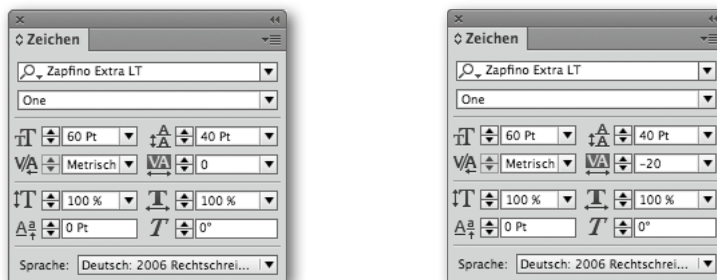 Zeichen
Zapfino Extra LT
One
60 Pt 40 Pt
Metrisch 0
100 % 100 %
0 Pt 0°
Sprache: Deutsch: 2006 Rechtschrei...
Zeichen
Zapfino Extra LT
One
60 Pt 40 Pt
Metrisch -20
100 % 100 %
0 Pt 0°
Sprache: Deutsch: 2006 Rechtschrei...